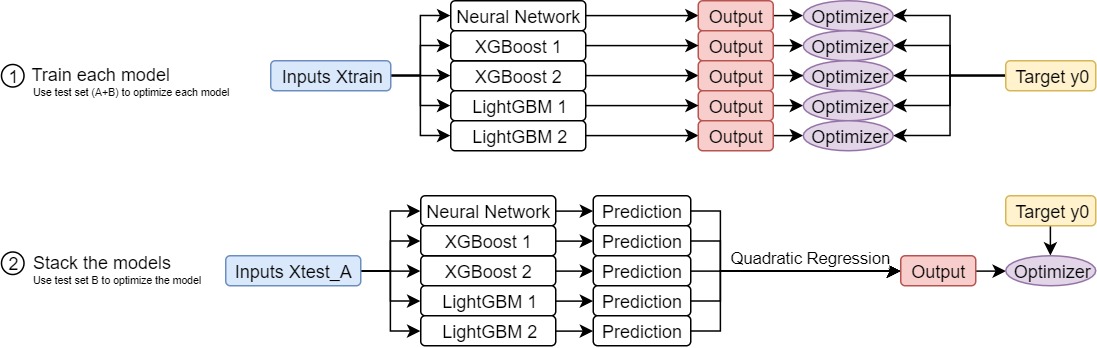 1 Train each model
Use test set (A+B) to optimize each model
Inputs Xtrain
Neural Network
XGBoost 1
XGBoost 2
LightGBM 1
LightGBM 2
Output
Output
Output
Output
Output
Optimizer
Optimizer
Optimizer
Optimizer
Optimizer
Target y0
2 Stack the models
Use test set B to optimize the model
Inputs Xtest_A
Neural Network
XGBoost 1
XGBoost 2
LightGBM 1
LightGBM 2
Prediction
Prediction
Prediction
Prediction
Prediction
Quadratic Regression
Output
Target y0
Optimizer